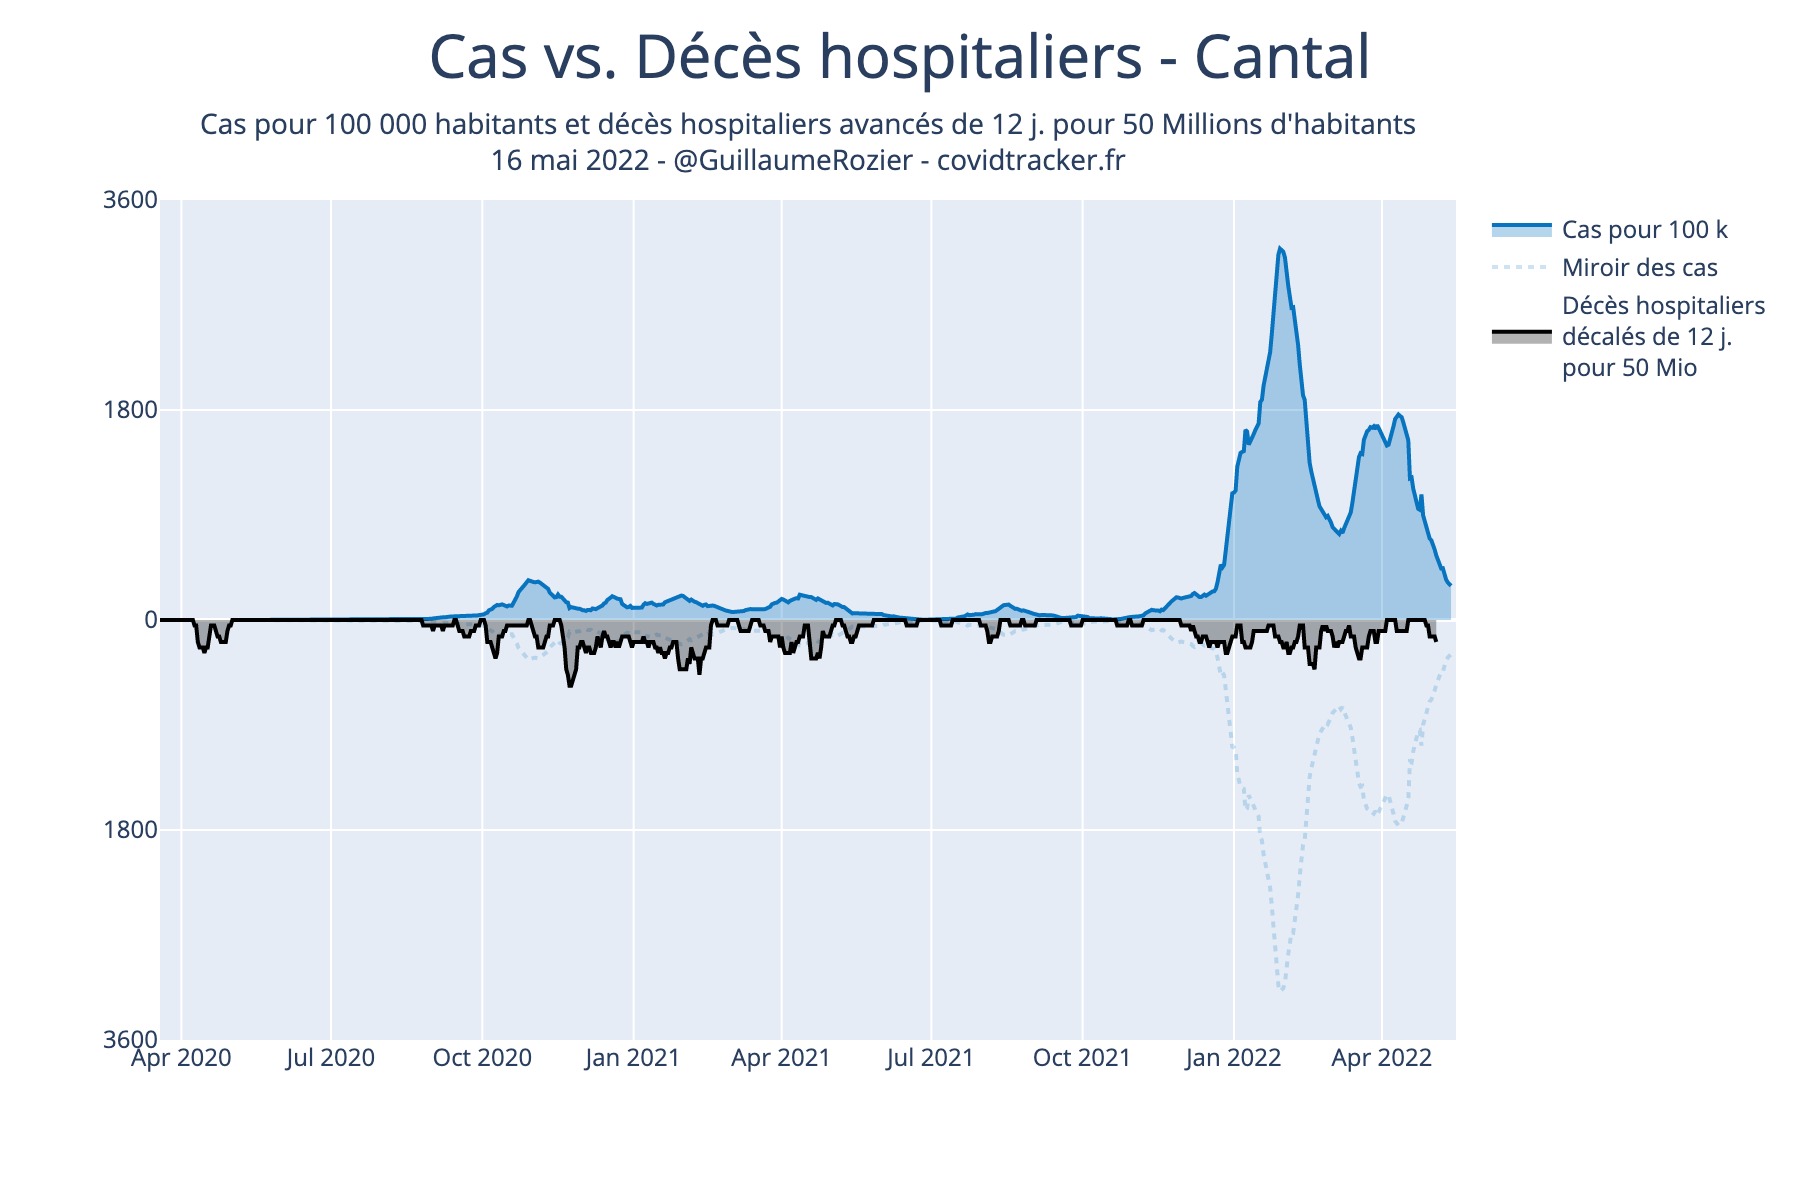 Cas vs. Décès hospitaliers - Cantal
Cas pour 100 000 habitants et décès hospitaliers avancés de 12 j. pour 50 Millions d'habitants
16 mai 2022 - @GuillaumeRozier - covidtracker.fr
3600
1800
0
1800
3600
Apr 2020
Jul 2020
Oct 2020
Jan 2021
Apr 2021
Jul 2021
Oct 2021
Jan 2022
Apr 2022
Cas pour 100 k
Miroir des cas
Décès hospitaliers
décalés de 12 j.
pour 50 Mio